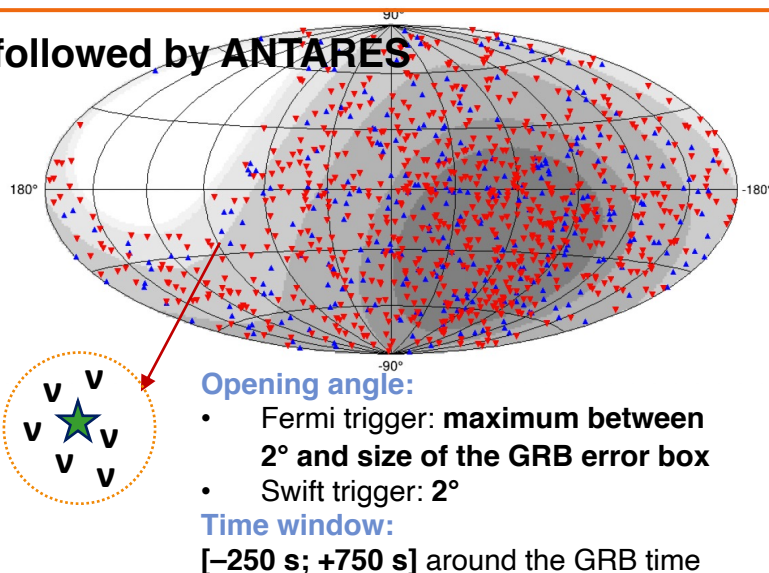 90°
followed by ANTARES
180°
-180°
-90°
ν ν
ν ν
ν ν
Opening angle:
• Fermi trigger: maximum between
2° and size of the GRB error box
• Swift trigger: 2°
Time window:
[–250 s; +750 s] around the GRB time